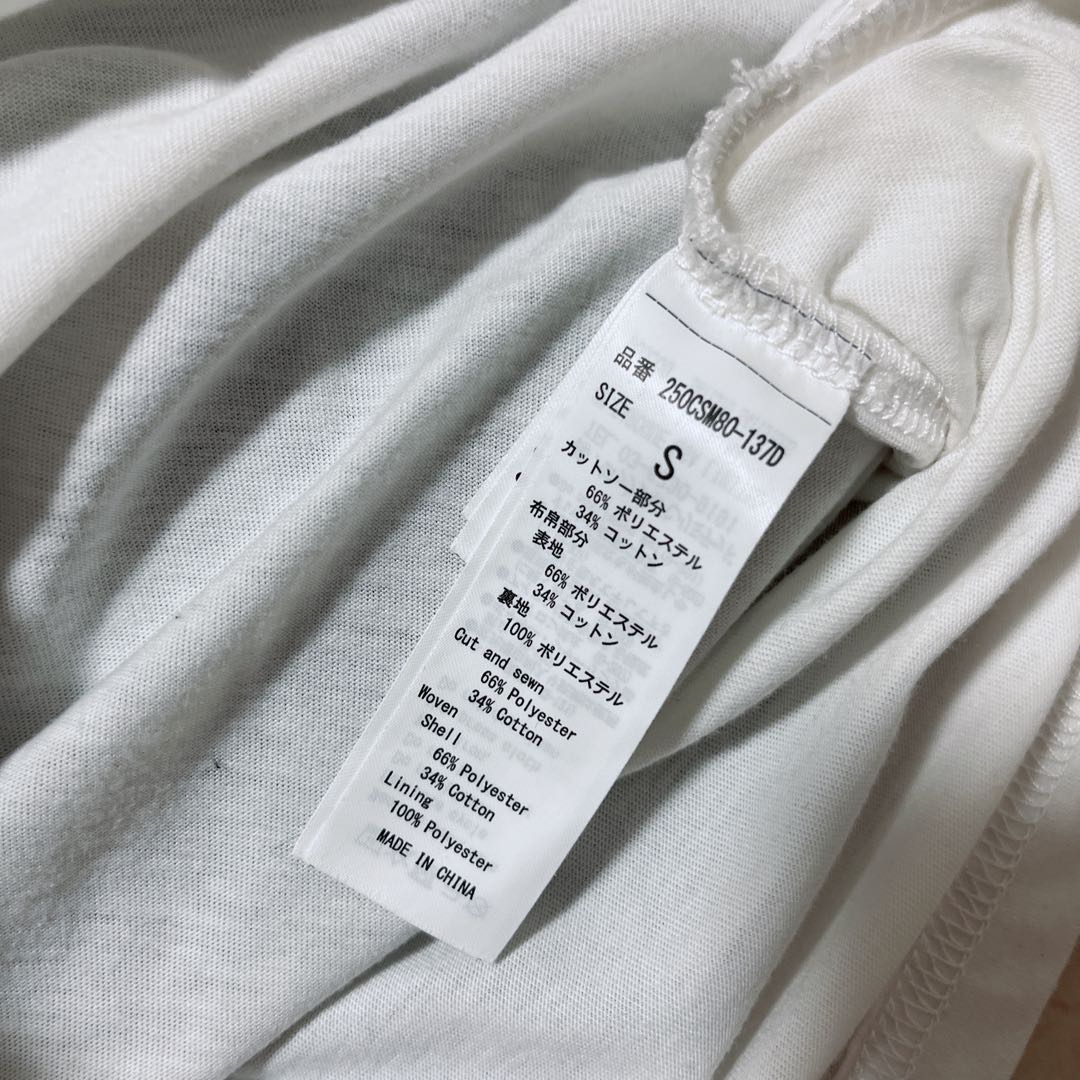 品番 250CSM80-137D
SIZE S
カットソー部分
66% ポリエステル
34% コットン
布帛部分
表地
66% ポリエステル
34% コットン
裏地
100% ポリエステル
Cut and sewn
66% Polyester
34% Cotton
Woven
Shell
66% Polyester
34% Cotton
Lining
100% Polyester
MADE IN CHINA